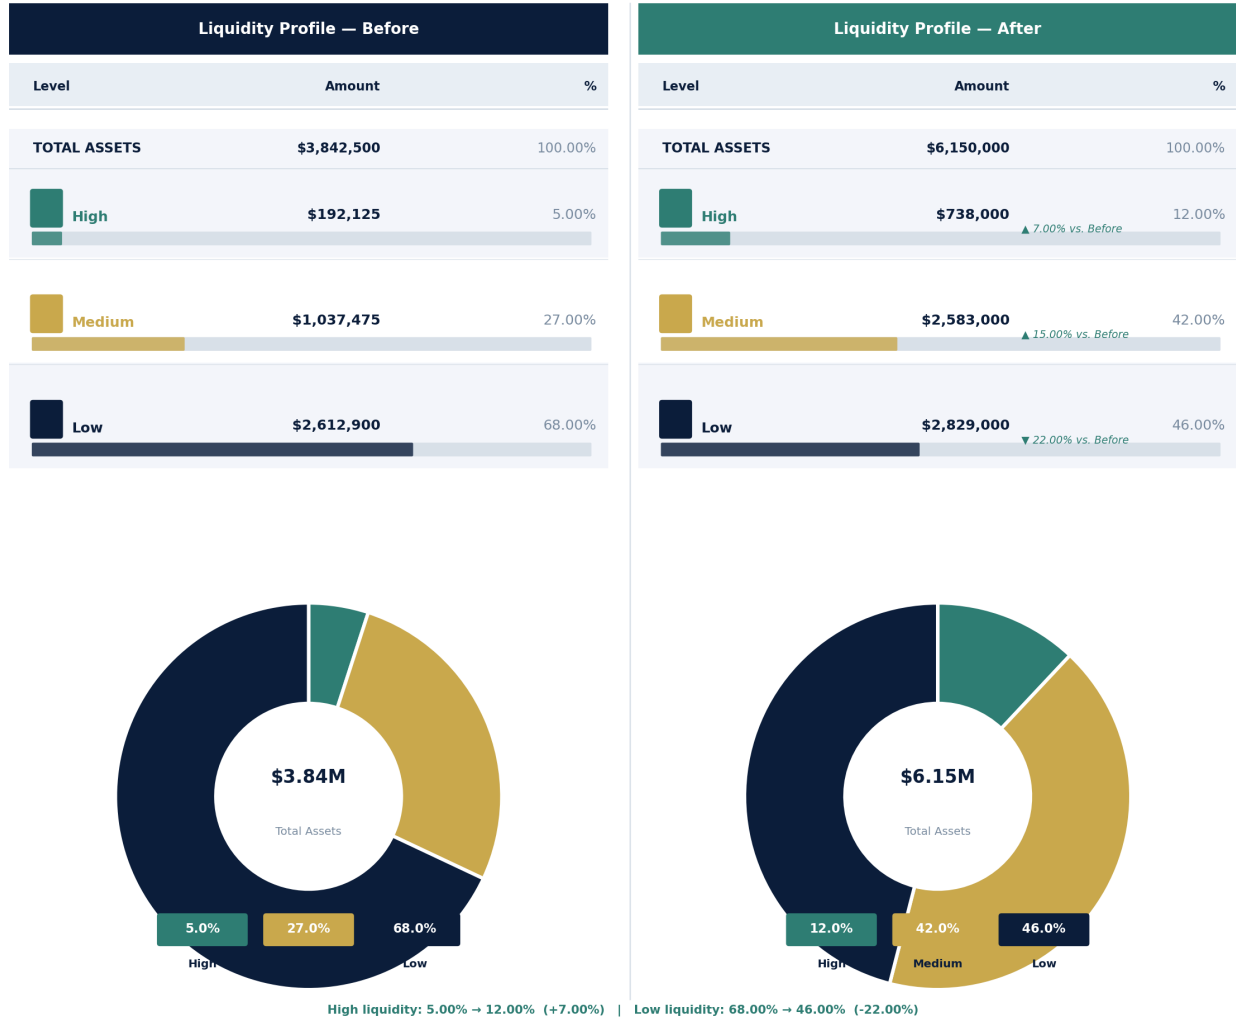 Liquidity Profile — Before
Level Amount %
TOTAL ASSETS $3,842,500 100.00%
High $192,125 5.00%
Medium $1,037,475 27.00%
Low $2,612,900 68.00%
$3.84M
Total Assets
5.0% 27.0% 68.0%
High Low
Liquidity Profile — After
Level Amount %
TOTAL ASSETS $6,150,000 100.00%
High $738,000 12.00%
▲ 7.00% vs. Before
Medium $2,583,000 42.00%
▲ 15.00% vs. Before
Low $2,829,000 46.00%
▼ 22.00% vs. Before
$6.15M
Total Assets
12.0% 42.0% 46.0%
High Medium Low
High liquidity: 5.00% → 12.00% (+7.00%) | Low liquidity: 68.00% → 46.00% (-22.00%)